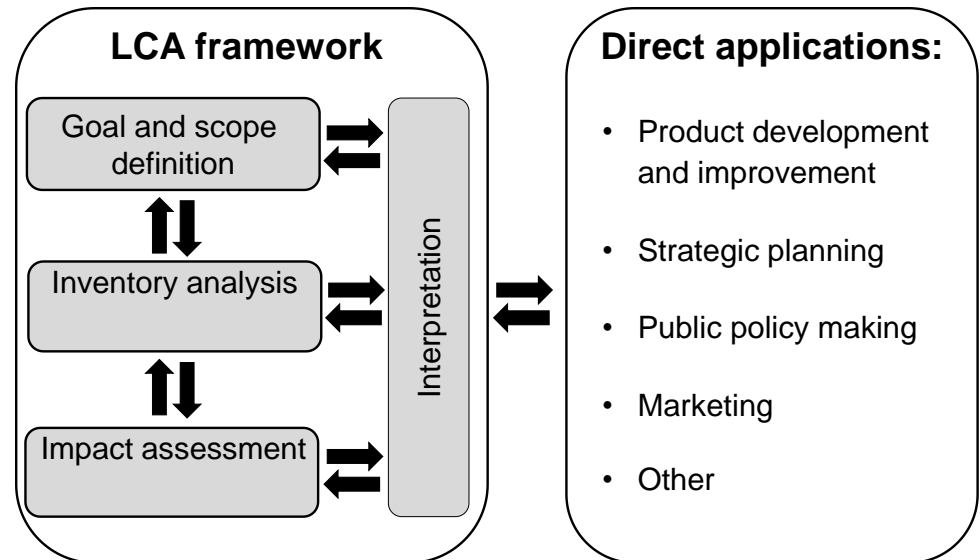 LCA framework
Goal and scope
definition
Inventory analysis
Impact assessment
Interpretation
Direct applications:
• Product development
and improvement
• Strategic planning
• Public policy making
• Marketing
• Other